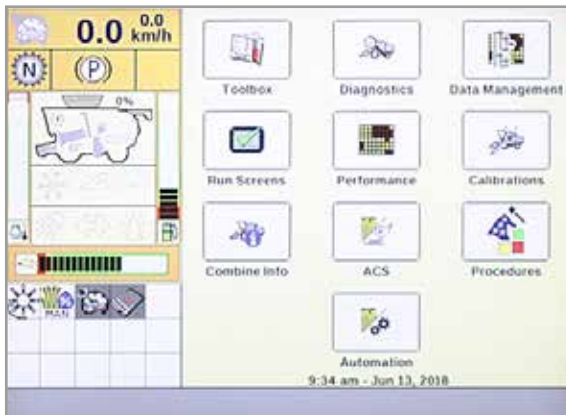 0.0 0.0 km/h
N (P)
0%
MAN
Toolbox Diagnostics Data Management
Run Screens Performance Calibrations
Combine Info ACS Procedures
Automation
9:34 am - Jun 13, 2018